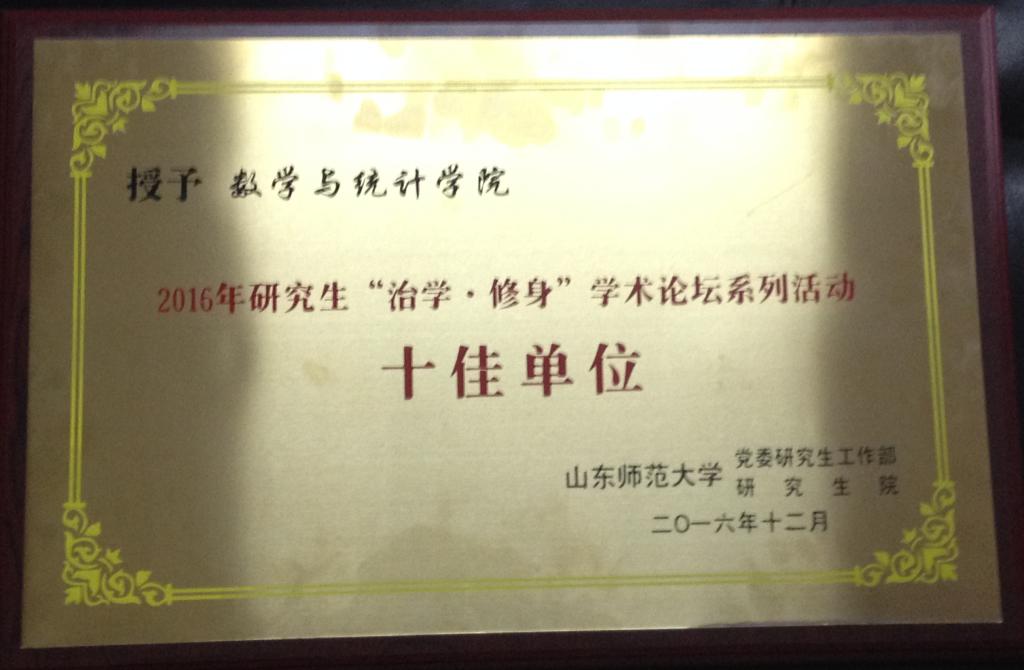 授予 数学与统计学院
2016年研究生“治学·修身”学术论坛系列活动
十佳单位
山东师范大学 党委研究生工作部
研究生院
二〇一六年十二月